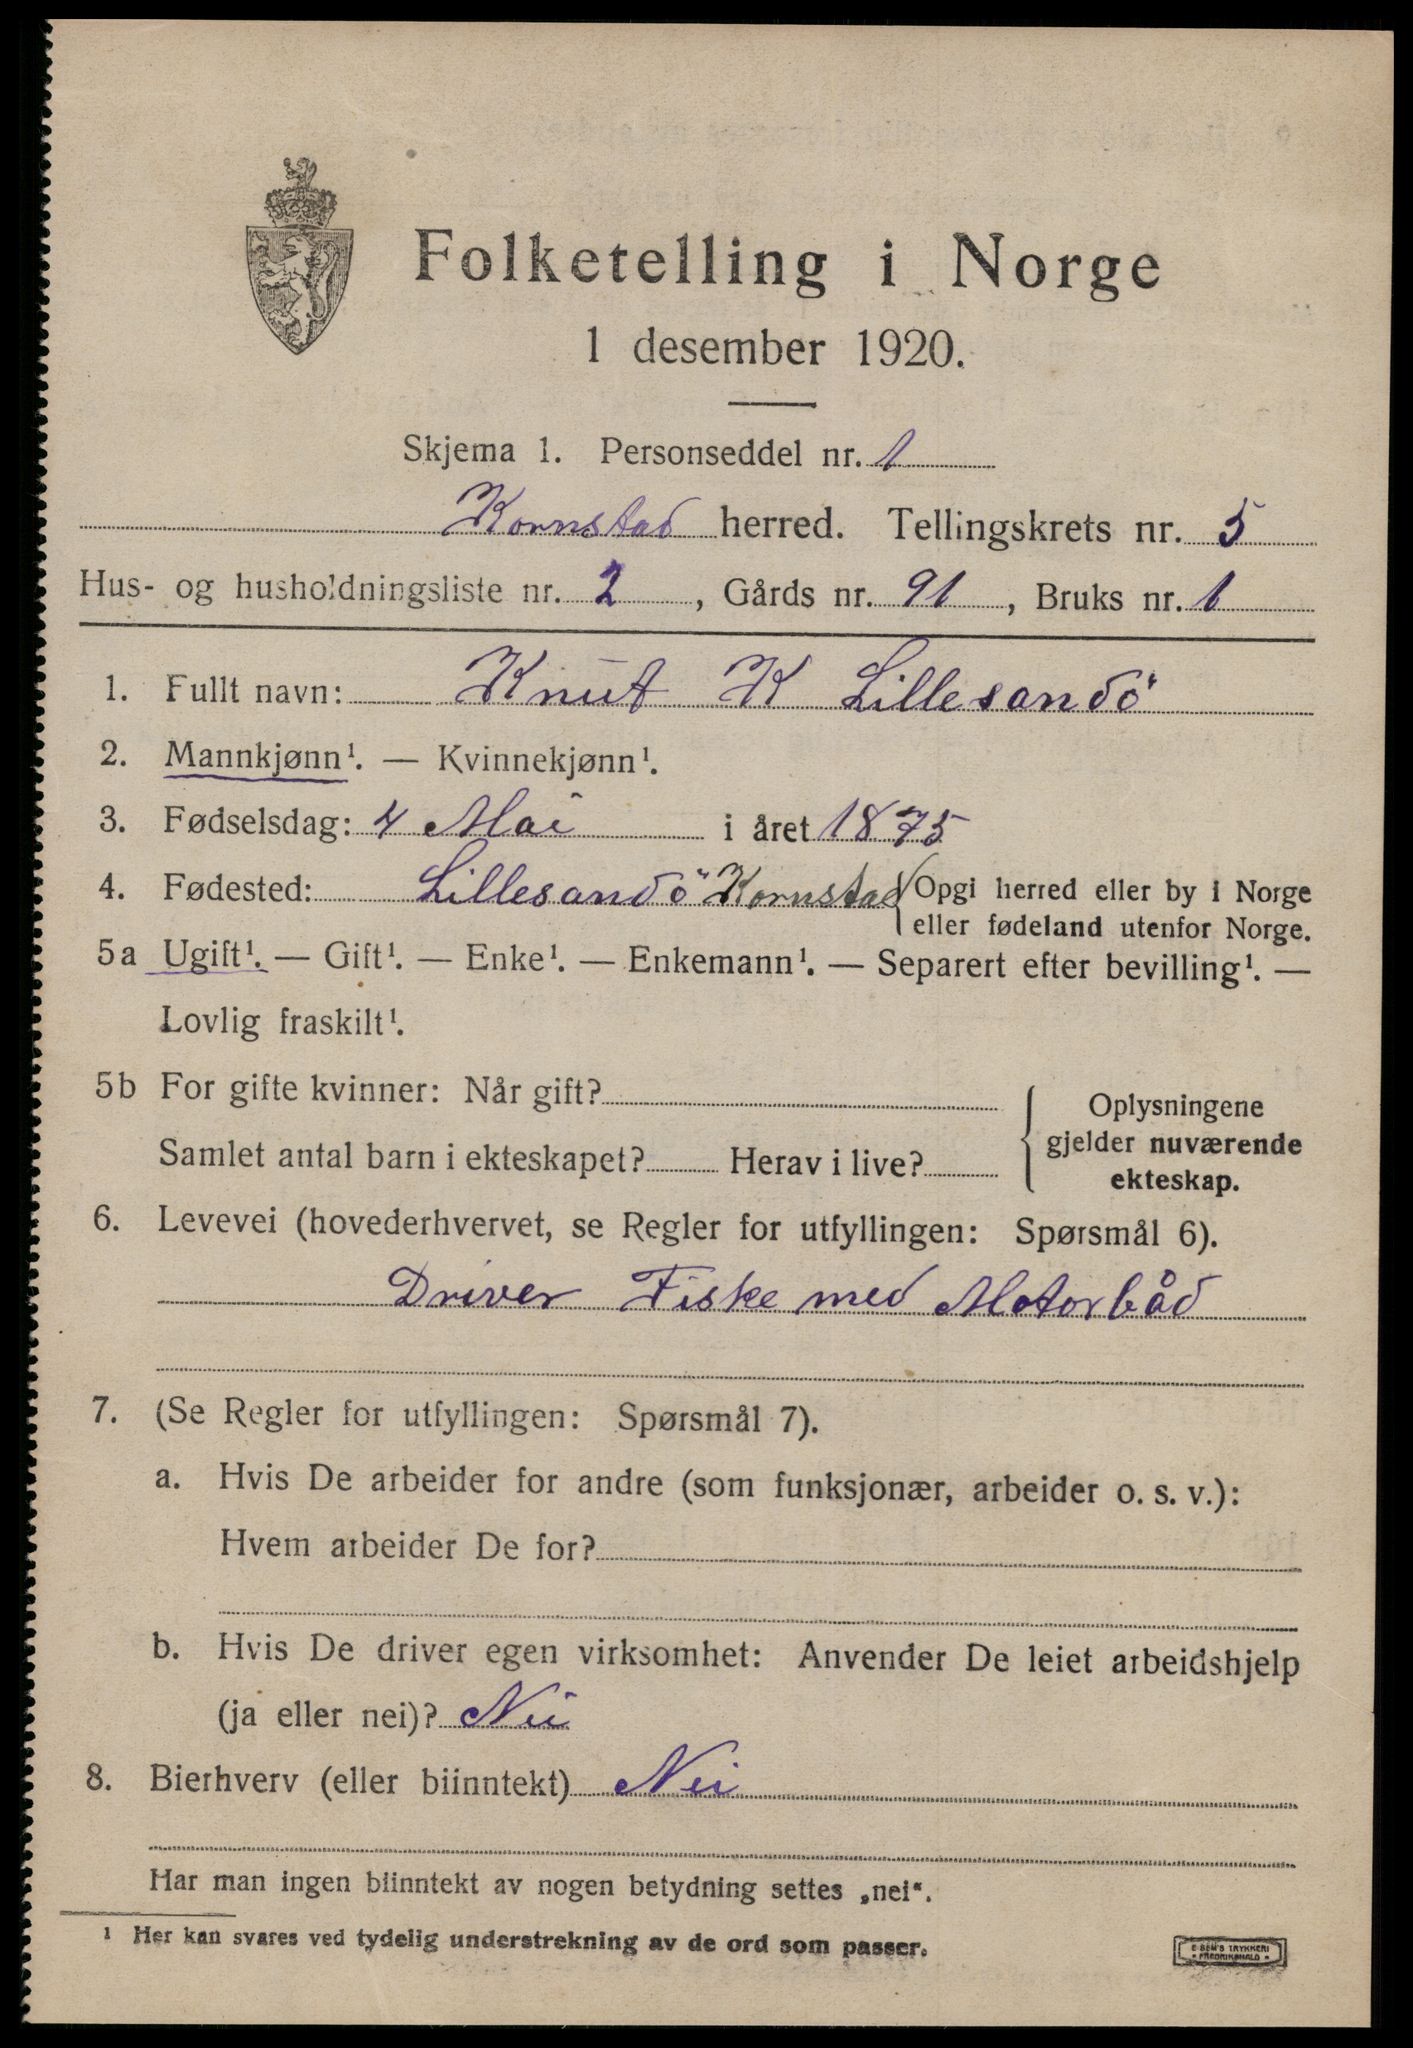 Folketelling i Norge
1 desember 1920.
Skjema 1. Personseddel nr. 1
Kornstad herred. Tellingskrets nr. 5
Hus- og husholdningsliste nr. 2, Gårds nr. 91, Bruks nr. 1
1. Fullt navn: Knut K Lillesandö
2. Mannkjønn¹. — Kvinnekjønn¹.
3. Fødselsdag: 4 Mai i året 1875
4. Fødested: Lillesandö Kornstad { Opgi herred eller by i Norge
eller fødeland utenfor Norge.
5a Ugift¹. — Gift¹. — Enke¹. — Enkemann¹. — Separert efter bevilling¹. —
Lovlig fraskilt¹.
5b For gifte kvinner: Når gift?
Samlet antal barn i ekteskapet? Herav i live?
Oplysningene
gjelder nuværende
ekteskap.
6. Levevei (hovederhvervet, se Regler for utfyllingen: Spørsmål 6).
Driver Fiske med Motorbåd
7. (Se Regler for utfyllingen: Spørsmål 7).
a. Hvis De arbeider for andre (som funksjonær, arbeider o. s. v.):
Hvem arbeider De for?
b. Hvis De driver egen virksomhet: Anvender De leiet arbeidshjelp
(ja eller nei)? Nei
8. Bierhverv (eller biinntekt) Nei
Har man ingen biinntekt av nogen betydning settes „nei“.
¹ Her kan svares ved tydelig understrekning av de ord som passer.
E SEM'S TRYKKERI
- FREDRIKSHALD -